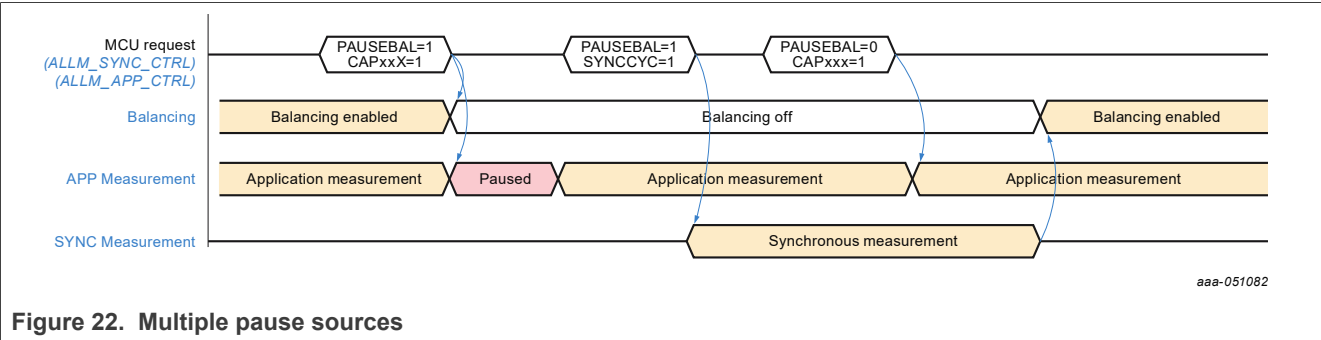 MCU request
(ALLM_SYNC_CTRL)
(ALLM_APP_CTRL)
PAUSEBAL=1
CAPxxX=1
PAUSEBAL=1
SYNCCYC=1
PAUSEBAL=0
CAPxxx=1
Balancing
Balancing enabled
Balancing off
Balancing enabled
APP Measurement
Application measurement
Paused
Application measurement
Application measurement
SYNC Measurement
Synchronous measurement
aaa-051082
Figure 22. Multiple pause sources